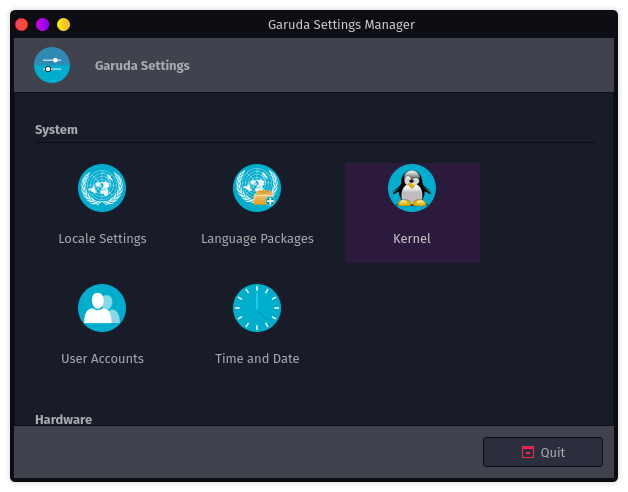 Garuda Settings Manager
Garuda Settings
System
Locale Settings
Language Packages
Kernel
User Accounts
Time and Date
Hardware
Quit